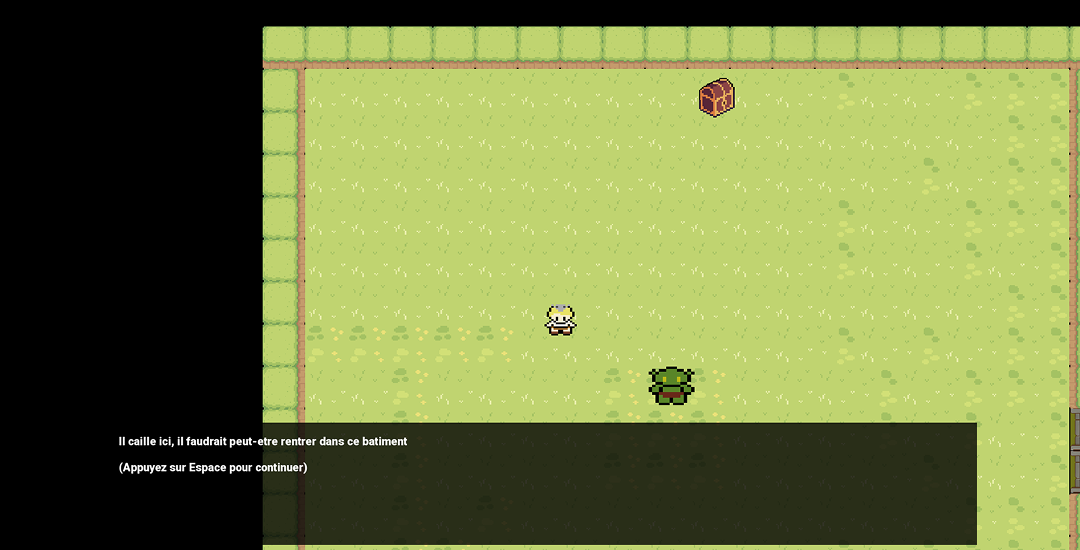 Il caille ici, il faudrait peut-etre rentrer dans ce batiment
(Appuyez sur Espace pour continuer)